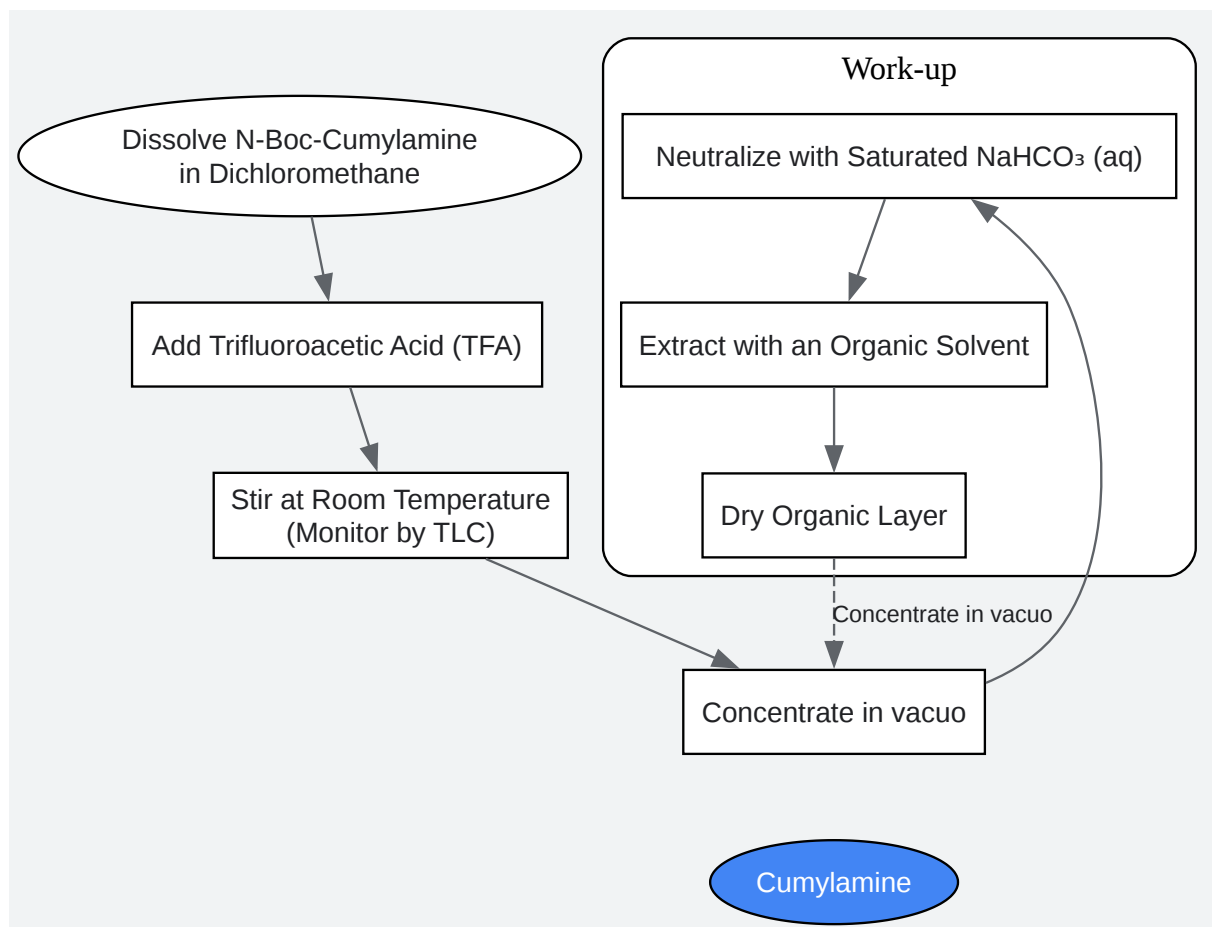 Dissolve N-Boc-Cumylamine
in Dichloromethane
Add Trifluoroacetic Acid (TFA)
Stir at Room Temperature
(Monitor by TLC)
Work-up
Neutralize with Saturated NaHCO₃ (aq)
Extract with an Organic Solvent
Dry Organic Layer
Concentrate in vacuo
Concentrate in vacuo
Cumylamine